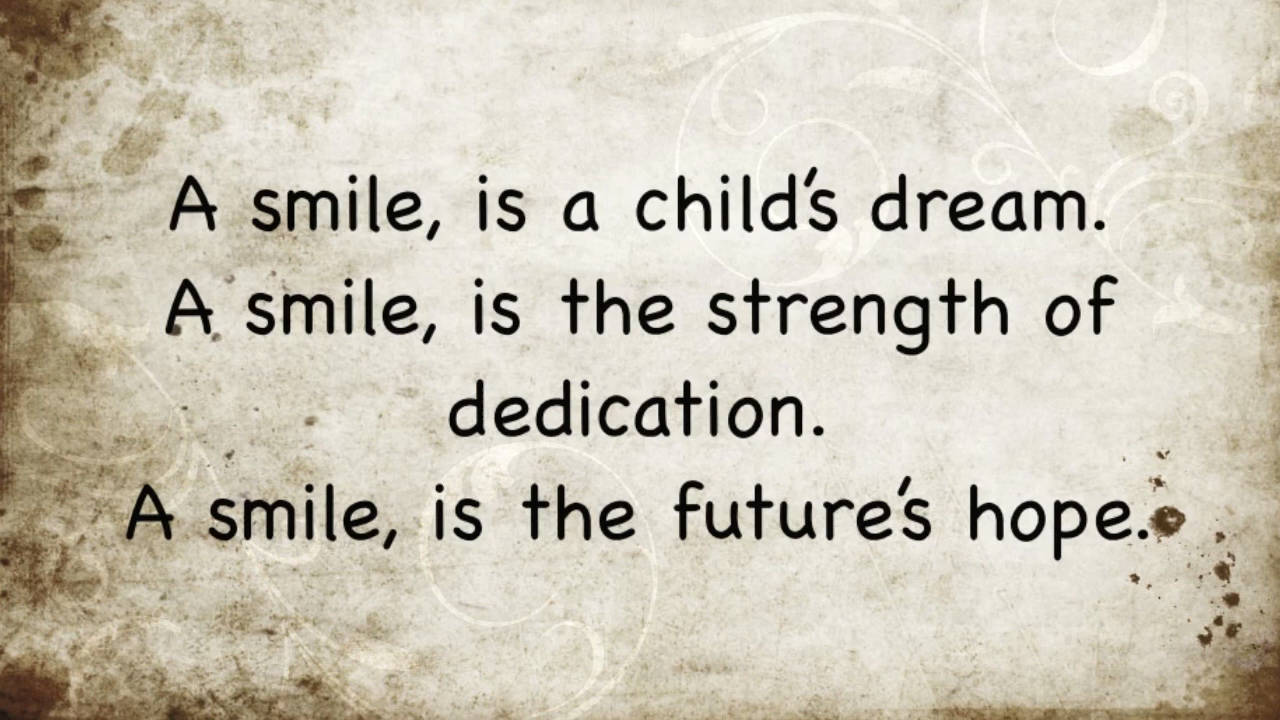 A smile, is a child's dream.
A smile, is the strength of
dedication.
A smile, is the future's hope.